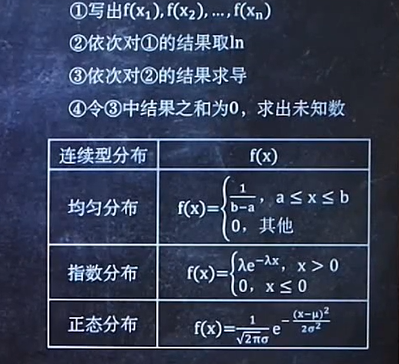 ①写出f(x₁),f(x₂),...,f(xₙ)
②依次对①的结果取ln
③依次对②的结果求导
④令③中结果之和为0，求出未知数
连续型分布 f(x)
均匀分布 f(x)={1/(b-a)，a ≤ x ≤ b
0，其他
指数分布 f(x)={λe^(-λx)，x > 0
0，x ≤ 0
正态分布 f(x)=1/(√(2π)σ) e^(-(x-μ)²/(2σ²))